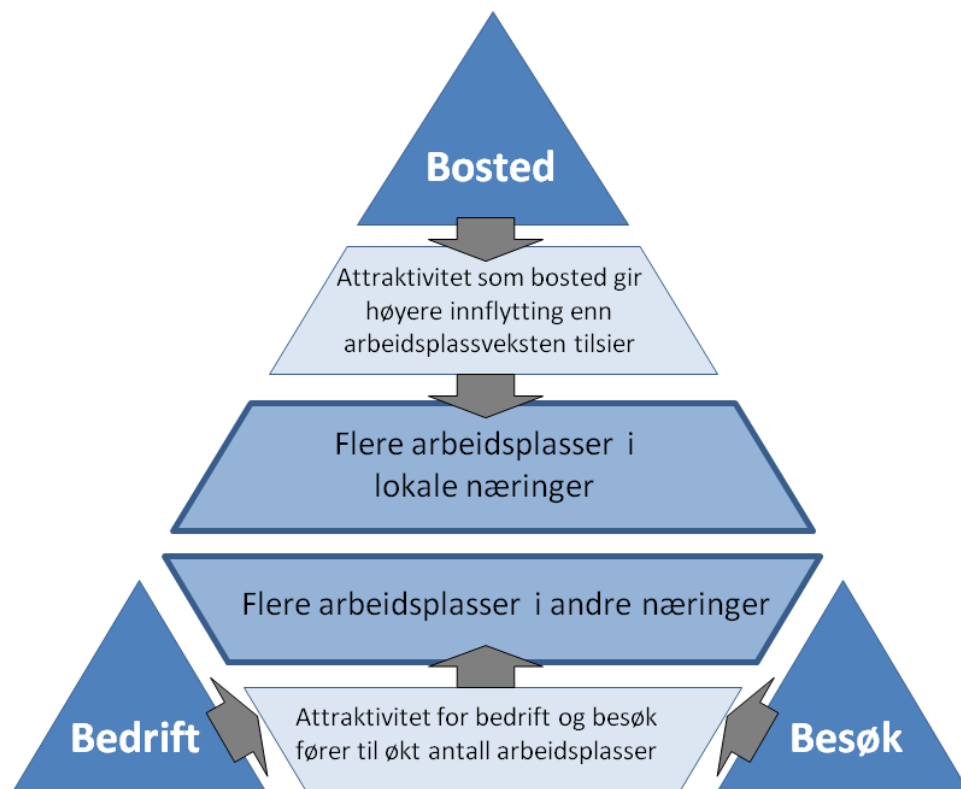 Bosted
Attraktivitet som bosted gir
høyere innflytting enn
arbeidsplassveksten tilsier
Flere arbeidsplasser i
lokale næringer
Flere arbeidsplasser i andre næringer
Bedrift
Attraktivitet for bedrift og besøk
fører til økt antall arbeidsplasser
Besøk